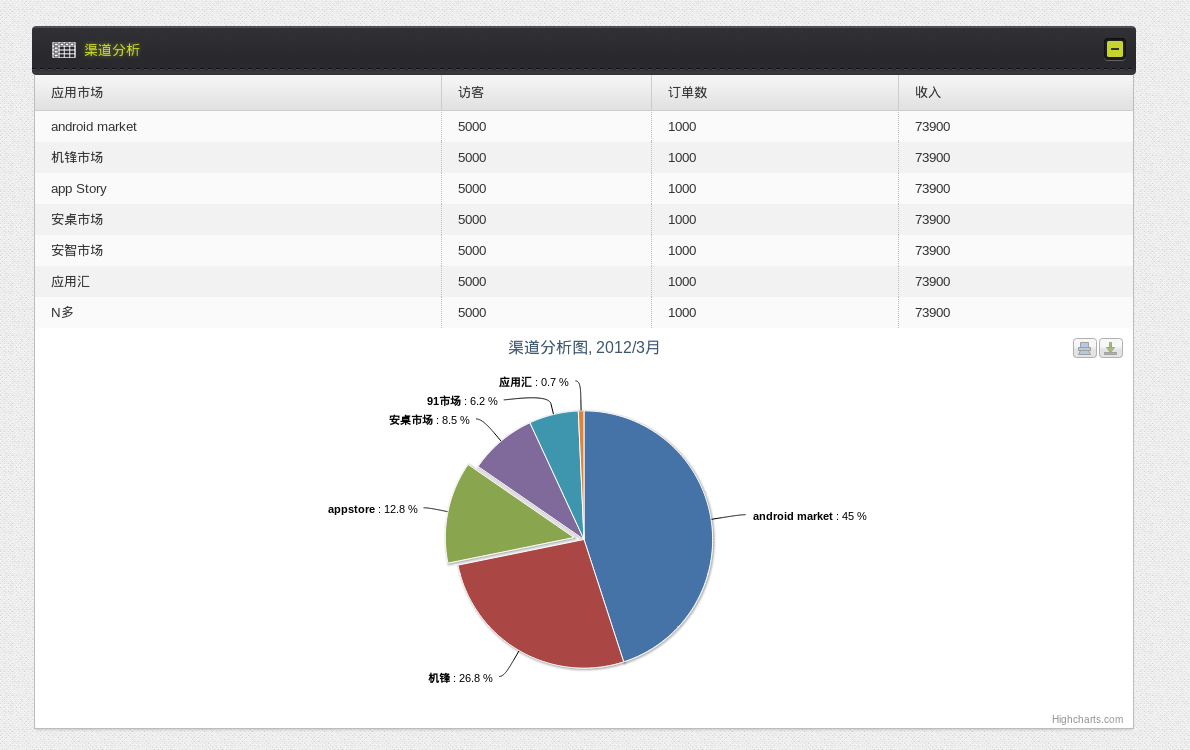 渠道分析
应用市场 访客 订单数 收入
android market 5000 1000 73900
机锋市场 5000 1000 73900
app Story 5000 1000 73900
安桌市场 5000 1000 73900
安智市场 5000 1000 73900
应用汇 5000 1000 73900
N多 5000 1000 73900
渠道分析图, 2012/3月
应用汇 : 0.7 %
91市场 : 6.2 %
安桌市场 : 8.5 %
appstore : 12.8 %
android market : 45 %
机锋 : 26.8 %
Highcharts.com